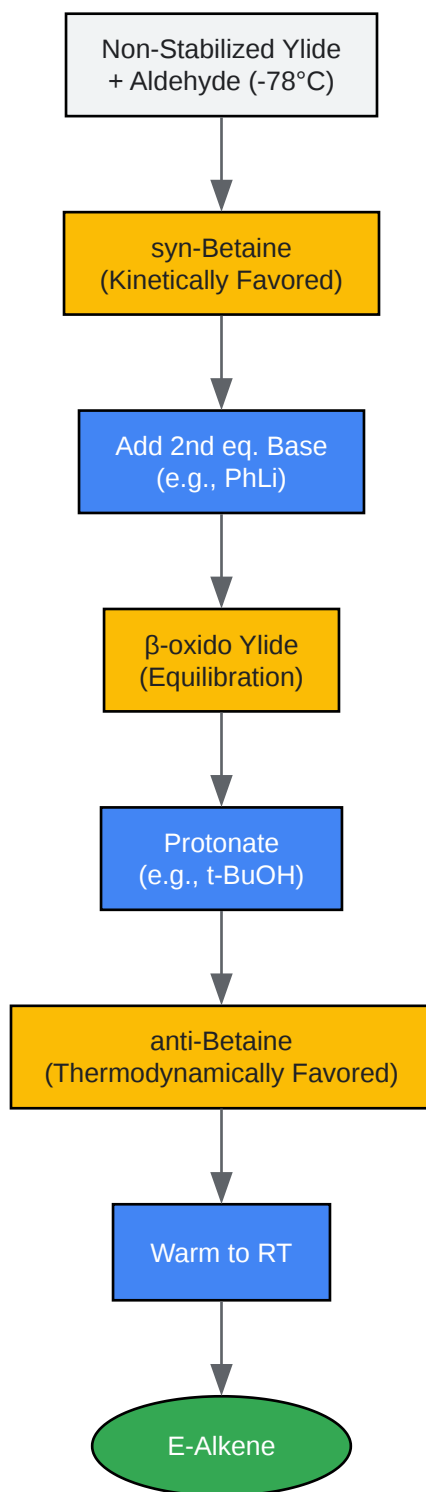 Non-Stabilized Ylide
+ Aldehyde (-78°C)
syn-Betaine
(Kinetically Favored)
Add 2nd eq. Base
(e.g., PhLi)
β-oxido Ylide
(Equilibration)
Protonate
(e.g., t-BuOH)
anti-Betaine
(Thermodynamically Favored)
Warm to RT
E-Alkene